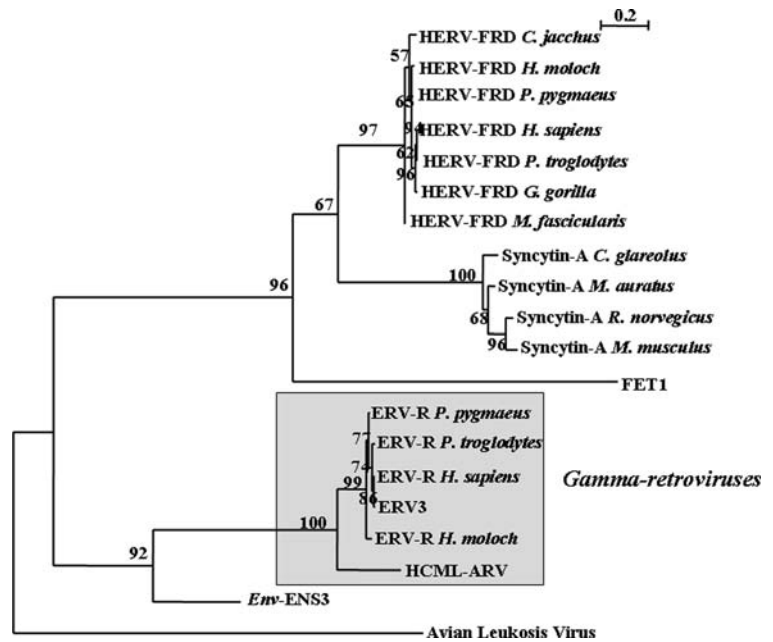 0.2
HERV-FRD C. jacchus
57
HERV-FRD H. moloch
HERV-FRD P. pygmaeus
65
94
HERV-FRD H. sapiens
97
62
HERV-FRD P. troglodytes
96
HERV-FRD G. gorilla
67
HERV-FRD M. fascicularis
Syncytin-A C. glareolus
100
96
Syncytin-A M. auratus
68
Syncytin-A R. norvegicus
96
Syncytin-A M. musculus
FET1
ERV-R P. pygmaeus
77
ERV-R P. troglodytes
74
ERV-R H. sapiens
Gamma-retroviruses
99
86
ERV3
100
ERV-R H. moloch
92
HCML-ARV
Env-ENS3
Avian Leukosis Virus